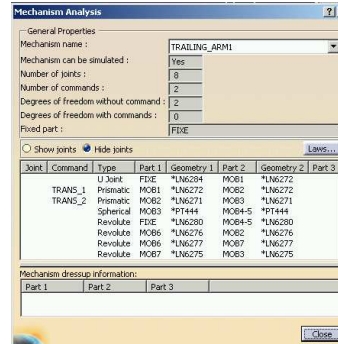 Mechanism Analysis
General Properties
Mechanism name : TRAILING_ARM1
Mechanism can be simulated : Yes
Number of joints : 8
Number of commands : 2
Degrees of freedom without command : 2
Degrees of freedom with commands : 0
Fixed part : FIXE
Show joints Hide joints Laws...
Joint Command Type Part 1 Geometry 1 Part 2 Geometry 2 Part 3
U Joint FIXE *LN6284 MOB1 *LN6272
TRANS_1 Prismatic MOB1 *LN6272 MOB2 *LN6272
TRANS_2 Prismatic MOB2 *LN6271 MOB3 *LN6271
Spherical MOB3 *PT444 MOB4-5 *PT444
Revolute FIXE *LN6280 MOB4-5 *LN6280
Revolute MOB6 *LN6276 MOB2 *LN6276
Revolute MOB6 *LN6277 MOB7 *LN6277
Revolute MOB7 *LN6275 MOB3 *LN6275
Mechanism dressup information:
Part 1 Part 2 Part 3
Close